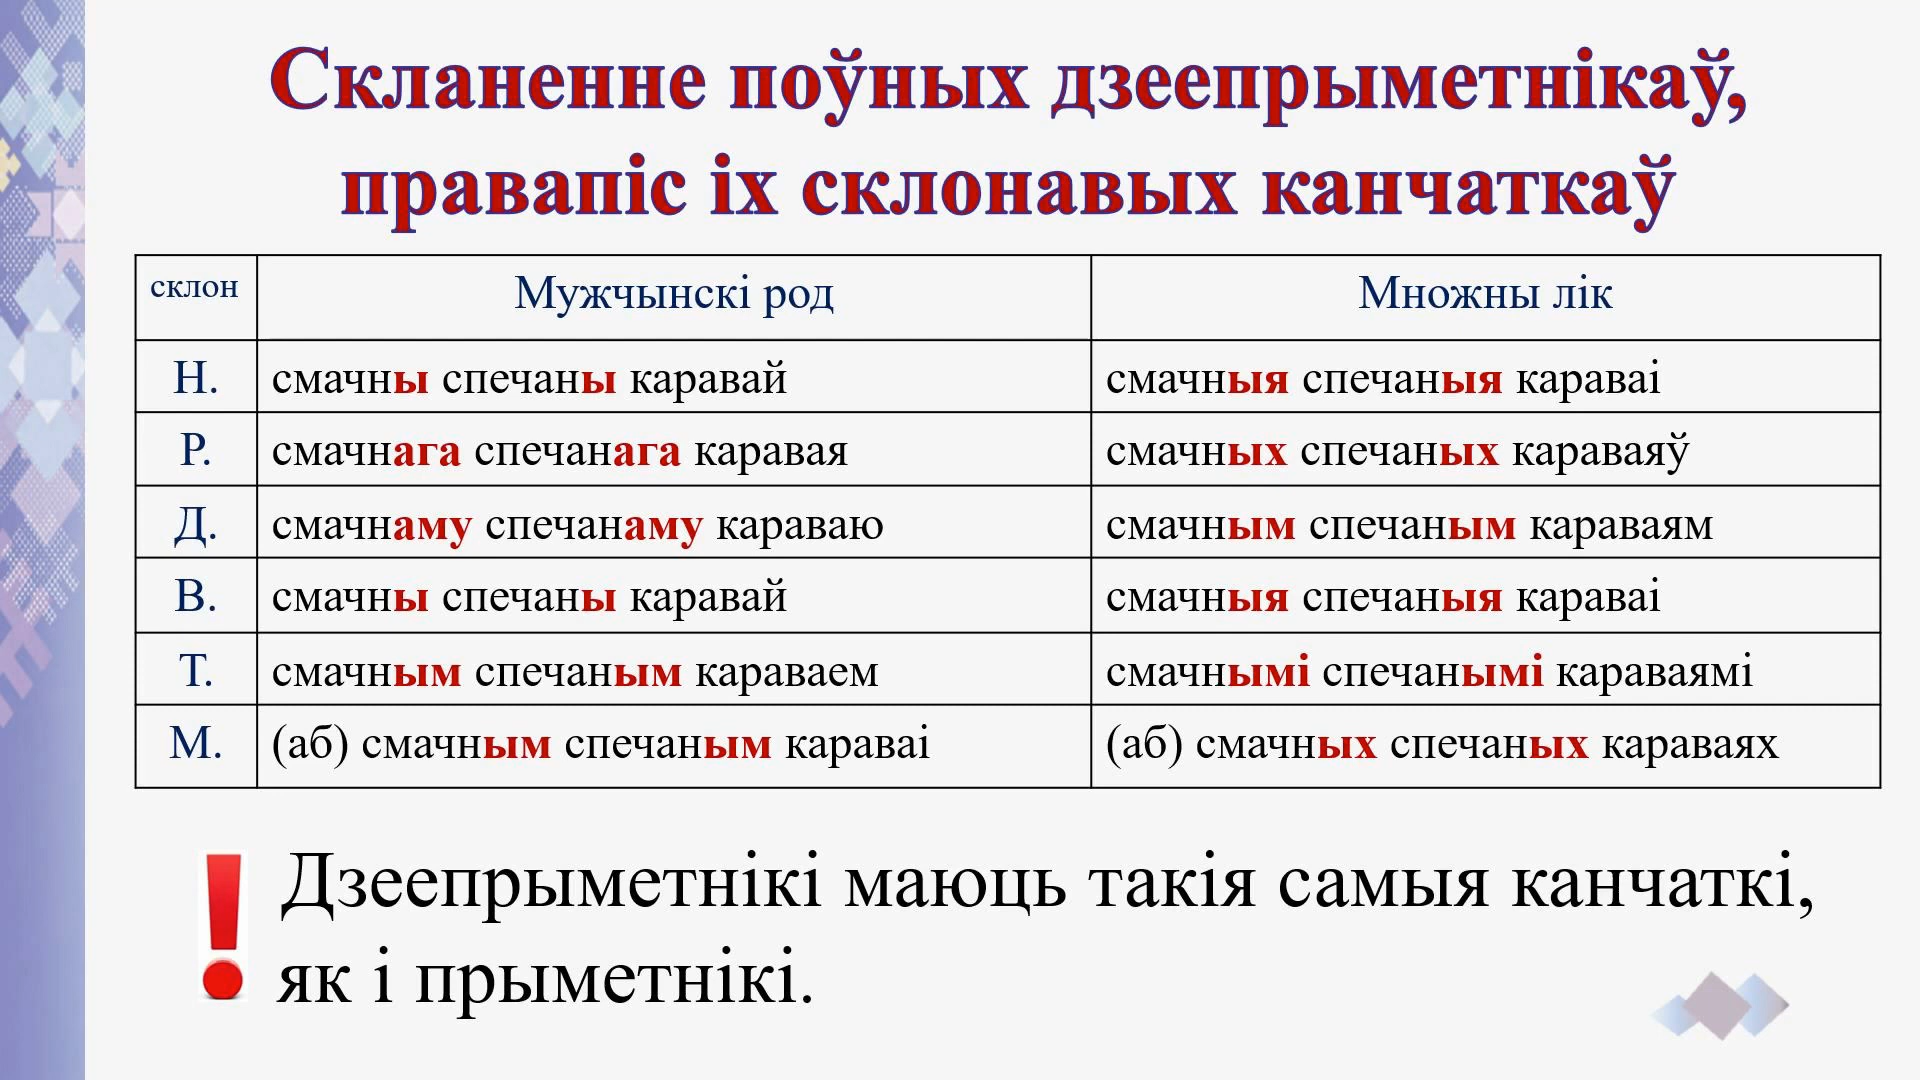 Скланенне поўных дзеепрыметнікаў,
правапіс іх склонавых канчаткаў
склон Мужчынскі род Множны лік
Н. смачны спечаны каравай смачныя спечаныя караваі
Р. смачнага спечанага каравая смачных спечаных караваяў
Д. смачнаму спечанаму караваю смачным спечаным караваям
В. смачны спечаны каравай смачныя спечаныя караваі
Т. смачным спечаным караваем смачнымі спечанымі караваямі
М. (аб) смачным спечаным караваі (аб) смачных спечаных караваях
Дзеепрыметнікі маюць такія самыя канчаткі,
як і прыметнікі.